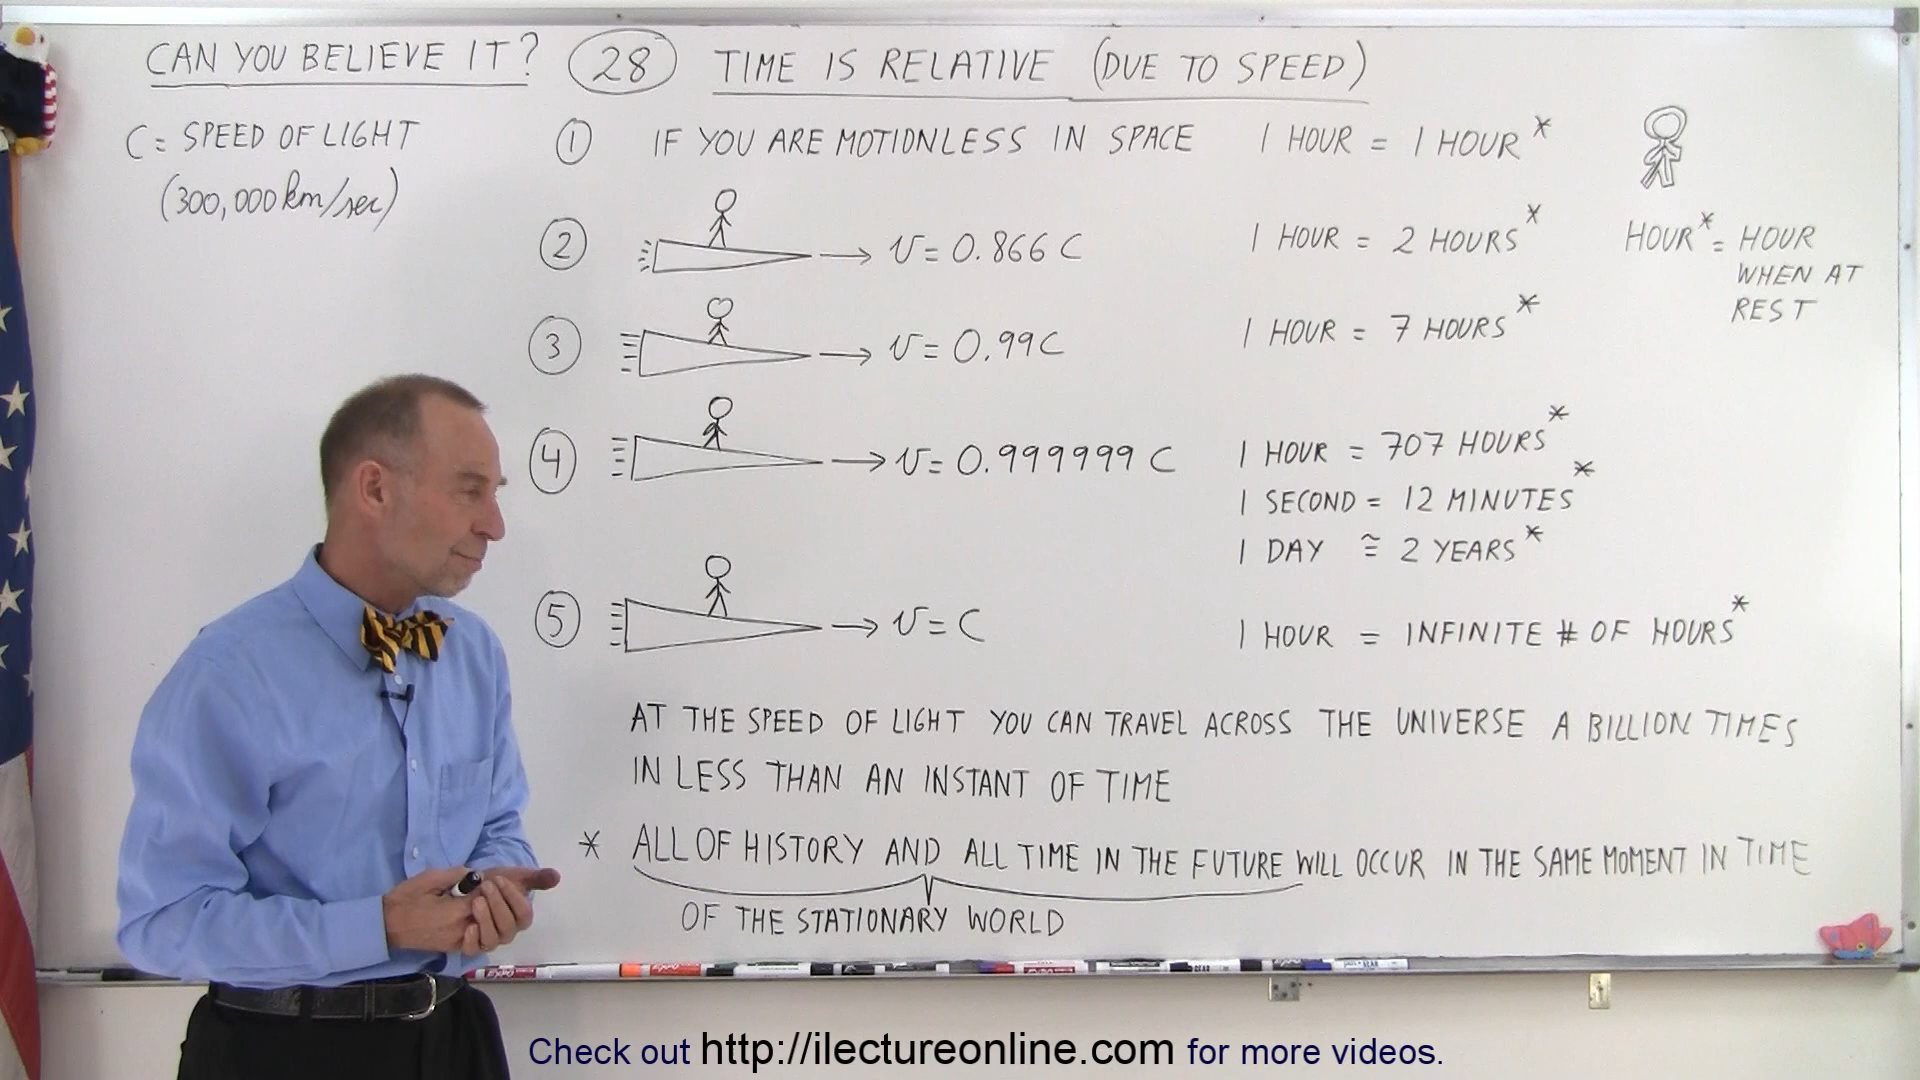 CAN YOU BELIEVE IT? 28 TIME IS RELATIVE (DUE TO SPEED)
C = SPEED OF LIGHT
(300,000 km/sec)
1 IF YOU ARE MOTIONLESS IN SPACE 1 HOUR = 1 HOUR*
2 v = 0.866 C 1 HOUR = 2 HOURS*
HOUR* = HOUR
WHEN AT
REST
3 v = 0.99C 1 HOUR = 7 HOURS*
4 v = 0.999999 C 1 HOUR = 707 HOURS*
1 SECOND = 12 MINUTES*
1 DAY ≅ 2 YEARS*
5 v = C 1 HOUR = INFINITE # OF HOURS*
AT THE SPEED OF LIGHT YOU CAN TRAVEL ACROSS THE UNIVERSE A BILLION TIMES
IN LESS THAN AN INSTANT OF TIME
* ALL OF HISTORY AND ALL TIME IN THE FUTURE WILL OCCUR IN THE SAME MOMENT IN TIME
OF THE STATIONARY WORLD
Check out http://ilectureonline.com for more videos.